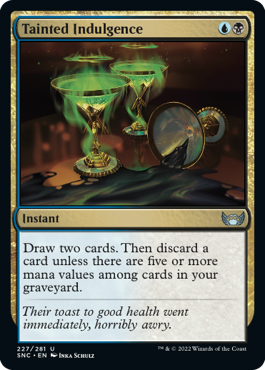 Tainted Indulgence
Instant
Draw two cards. Then discard a
card unless there are five or more
mana values among cards in your
graveyard.
Their toast to good health went
immediately, horribly awry.
227/281 U
SNC • EN Inka Schulz
™ & © 2022 Wizards of the Coast